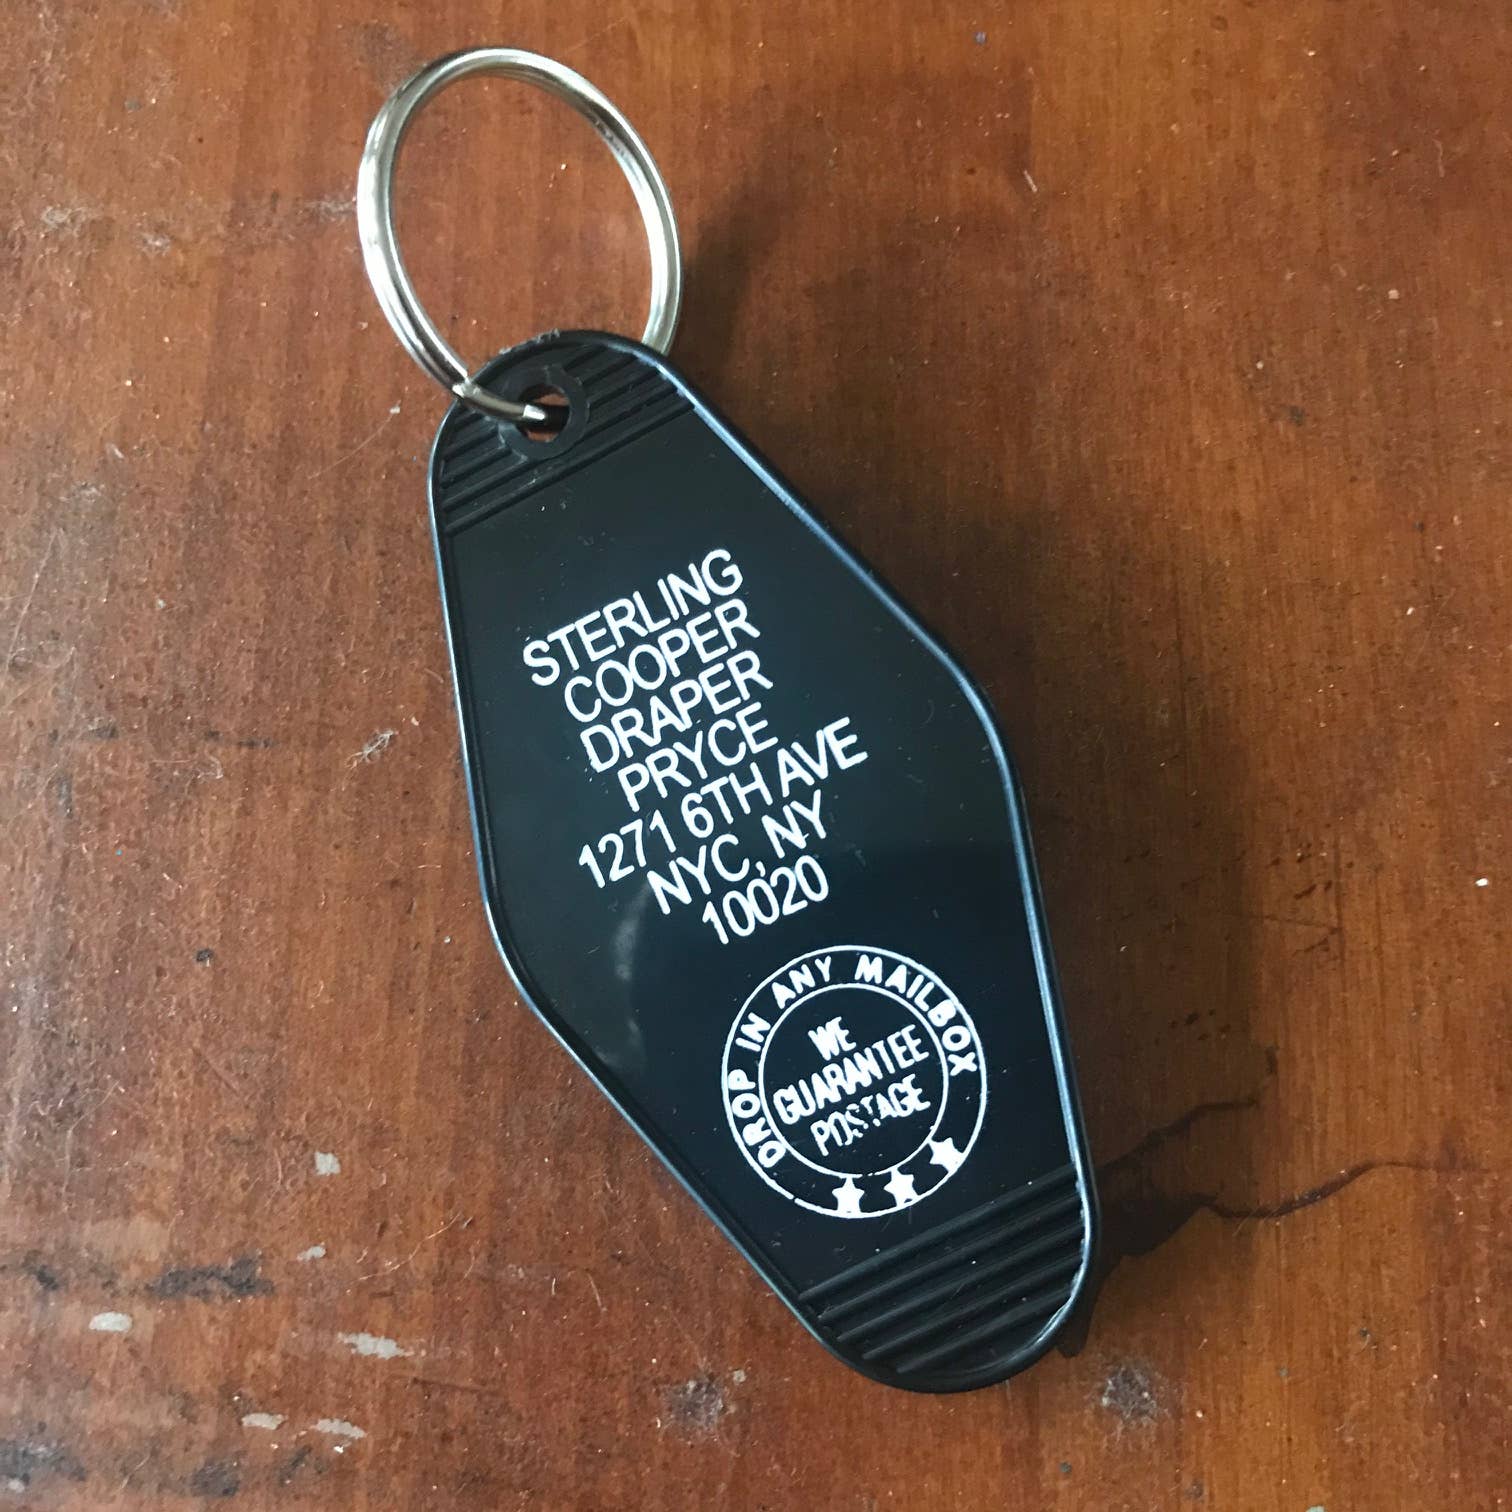 STERLING
COOPER
DRAPER
PRYCE
1271 6TH AVE
NYC, NY
10020
DROP IN ANY MAILBOX
WE
GUARANTEE
POSTAGE